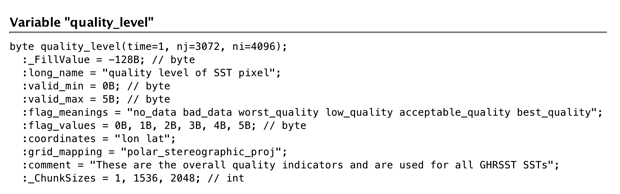 Variable "quality_level"
byte quality_level(time=1, nj=3072, ni=4096);
:_FillValue = -128B; // byte
:long_name = "quality level of SST pixel";
:valid_min = 0B; // byte
:valid_max = 5B; // byte
:flag_meanings = "no_data bad_data worst_quality low_quality acceptable_quality best_quality";
:flag_values = 0B, 1B, 2B, 3B, 4B, 5B; // byte
:coordinates = "lon lat";
:grid_mapping = "polar_stereographic_proj";
:comment = "These are the overall quality indicators and are used for all GHRSST SSTs";
:_ChunkSizes = 1, 1536, 2048; // int